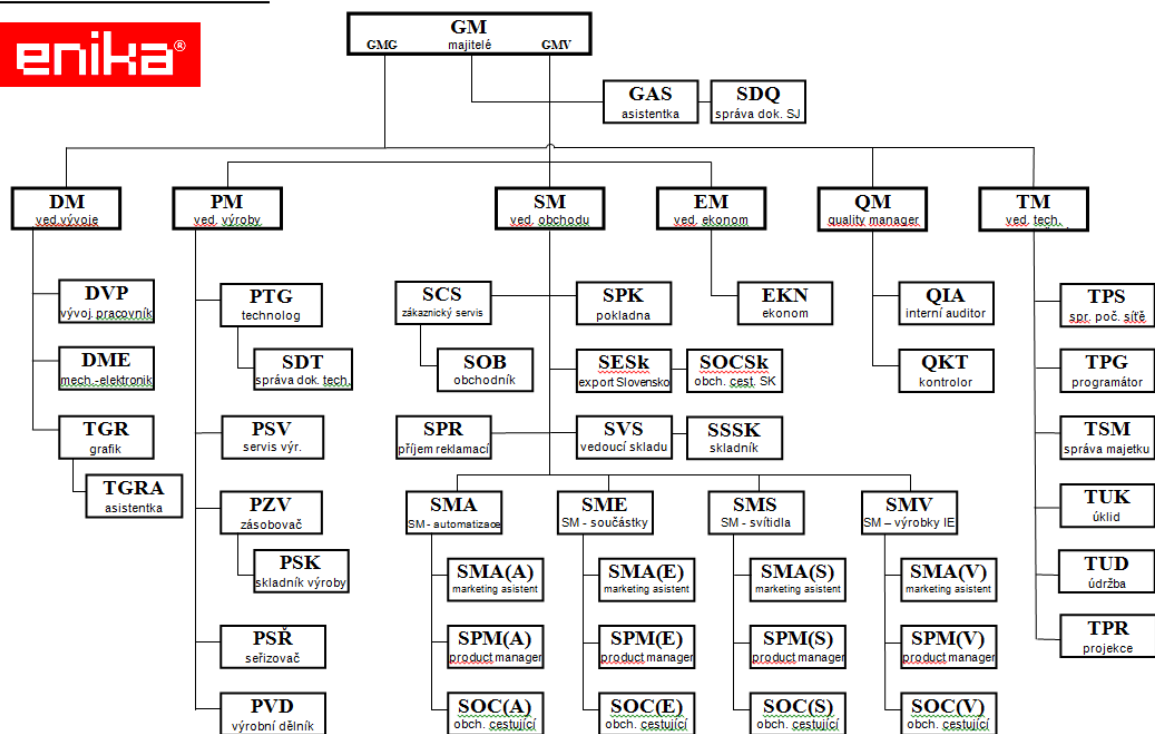 enika®
GM
GMG majitelé GMV
GAS
asistentka
SDQ
správa dok. SJ
DM
ved.vývoje
PM
ved. výroby
SM
ved. obchodu
EM
ved. ekonom
QM
quality manager
TM
ved. tech.
DVP
vývoj. pracovník
DME
mech.-elektronik
TGR
grafik
TGRA
asistentka
PTG
technolog
SDT
správa dok. tech.
PSV
servis výr.
PZV
zásobovač
PSK
skladník výroby
PSŘ
seřizovač
PVD
výrobní dělník
SCS
zákaznický servis
SOB
obchodník
SPK
pokladna
SESk
export Slovensko
SOCSk
obch. cest. SK
SPR
příjem reklamací
SVS
vedoucí skladu
SSSK
skladník
EKN
ekonom
QIA
interní auditor
QKT
kontrolor
TPS
spr. poč. sítě
TPG
programátor
TSM
správa majetku
TUK
úklid
TUD
údržba
TPR
projekce
SMA
SM - automatizace
SME
SM - součástky
SMS
SM - svítidla
SMV
SM – výrobky IE
SMA(A)
marketing asistent
SPM(A)
product manager
SOC(A)
obch. cestující
SMA(E)
marketing asistent
SPM(E)
product manager
SOC(E)
obch. cestující
SMA(S)
marketing asistent
SPM(S)
product manager
SOC(S)
obch. cestující
SMA(V)
marketing asistent
SPM(V)
product manager
SOC(V)
obch. cestující